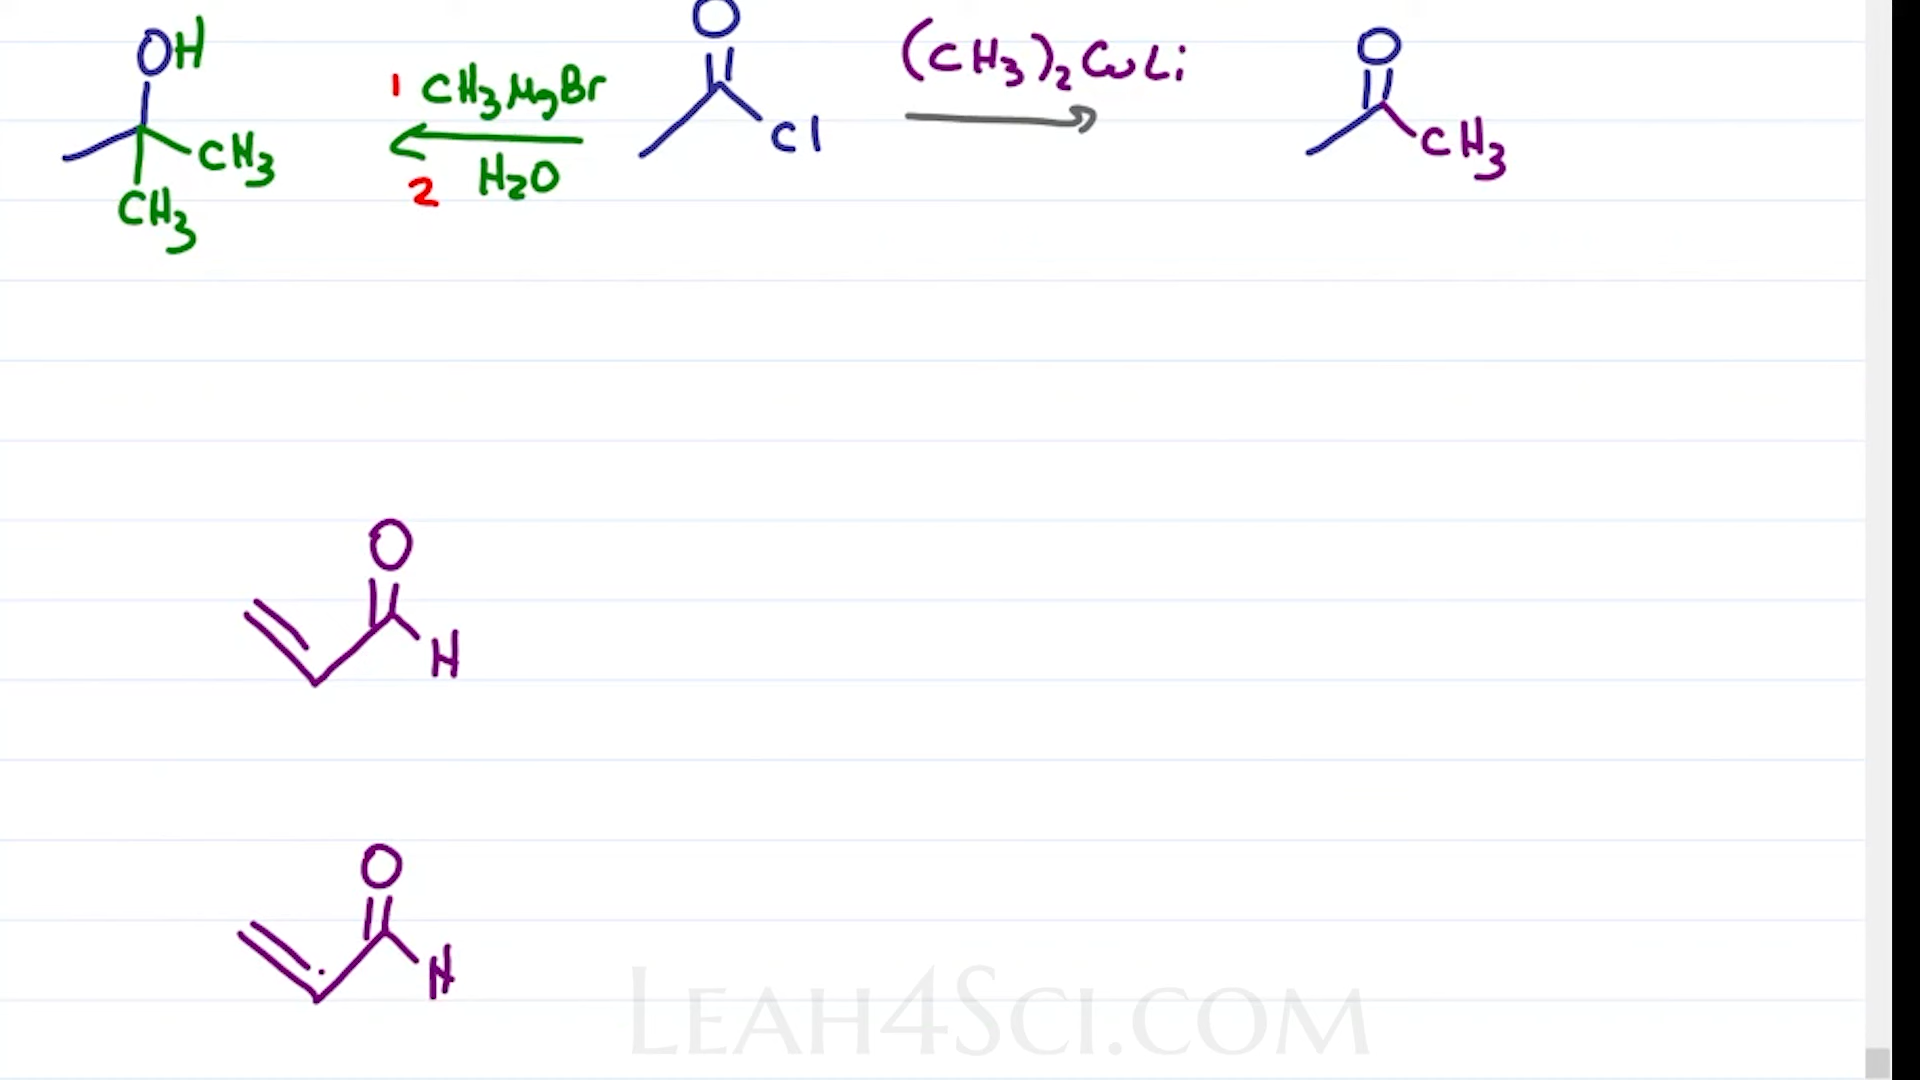 OH
CH3
CH3
1 CH3MgBr
2 H2O
O
Cl
(CH3)2CuLi
O
CH3
O
H
O
H
LEAH4SCI.COM